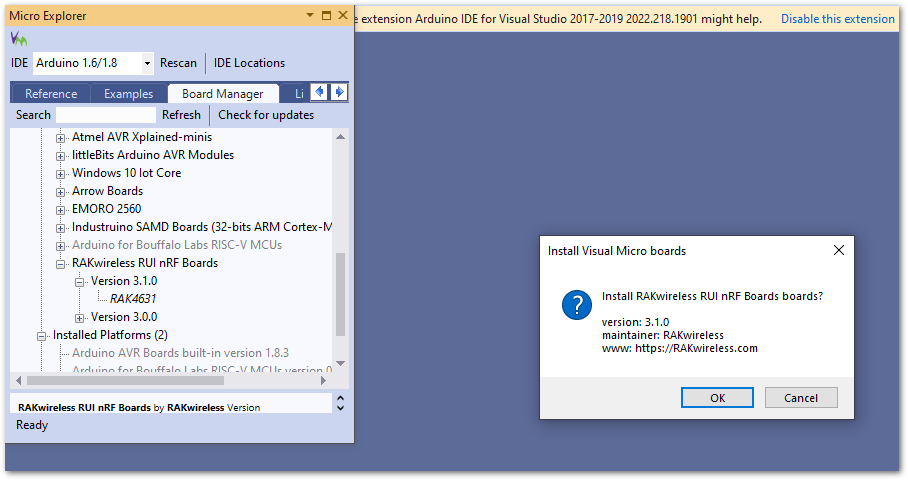 Micro Explorer
e extension Arduino IDE for Visual Studio 2017-2019 2022.218.1901 might help. Disable this extension
IDE Arduino 1.6/1.8 Rescan IDE Locations
Reference Examples Board Manager Li
Search Refresh Check for updates
Atmel AVR Xplained-minis
littleBits Arduino AVR Modules
Windows 10 Iot Core
Arrow Boards
EMORO 2560
Industruino SAMD Boards (32-bits ARM Cortex-M
Arduino for Bouffalo Labs RISC-V MCUs
RAKwireless RUI nRF Boards
Version 3.1.0
RAK4631
Version 3.0.0
Installed Platforms (2)
Arduino AVR Boards built-in version 1.8.3
Arduino for Bouffalo Labs RISC-V MCUs version 0
RAKwireless RUI nRF Boards by RAKwireless Version
Ready
Install Visual Micro boards
Install RAKwireless RUI nRF Boards boards?
version: 3.1.0
maintainer: RAKwireless
www: https://RAKwireless.com
OK Cancel